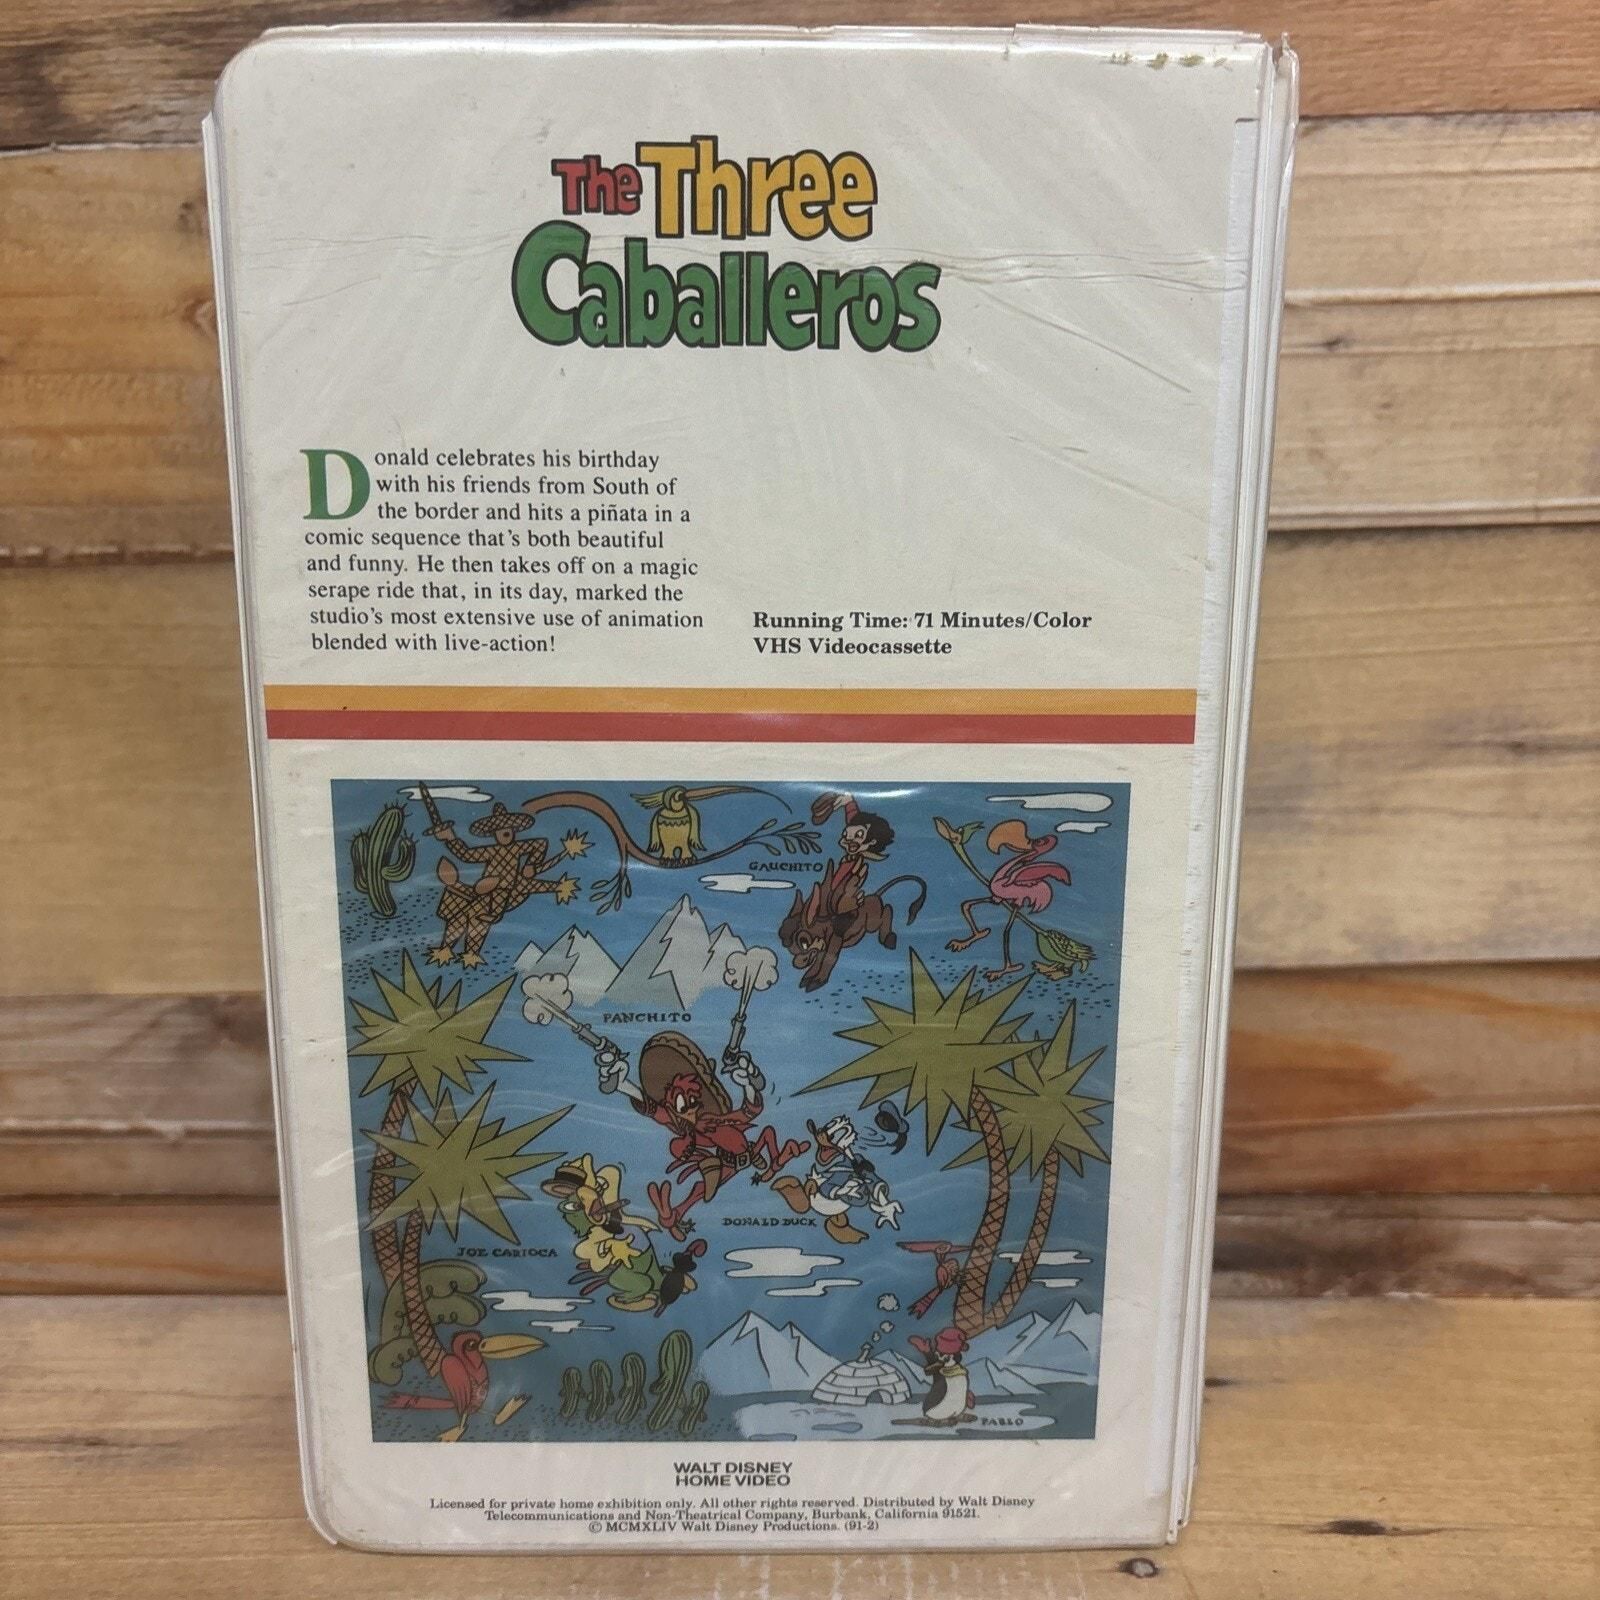 The Three
Caballeros
Donald celebrates his birthday
with his friends from South of
the border and hits a piñata in a
comic sequence that's both beautiful
and funny. He then takes off on a magic
serape ride that, in its day, marked the
studio's most extensive use of animation
blended with live-action!
Running Time: 71 Minutes/Color
VHS Videocassette
GAUCHITO
PANCHITO
DONALD DUCK
JOE CARIOCA
PABLO
WALT DISNEY
HOME VIDEO
Licensed for private home exhibition only. All other rights reserved. Distributed by Walt Disney
Telecommunications and Non-Theatrical Company, Burbank, California 91521.
© MCMXLIV Walt Disney Productions. (91-2)